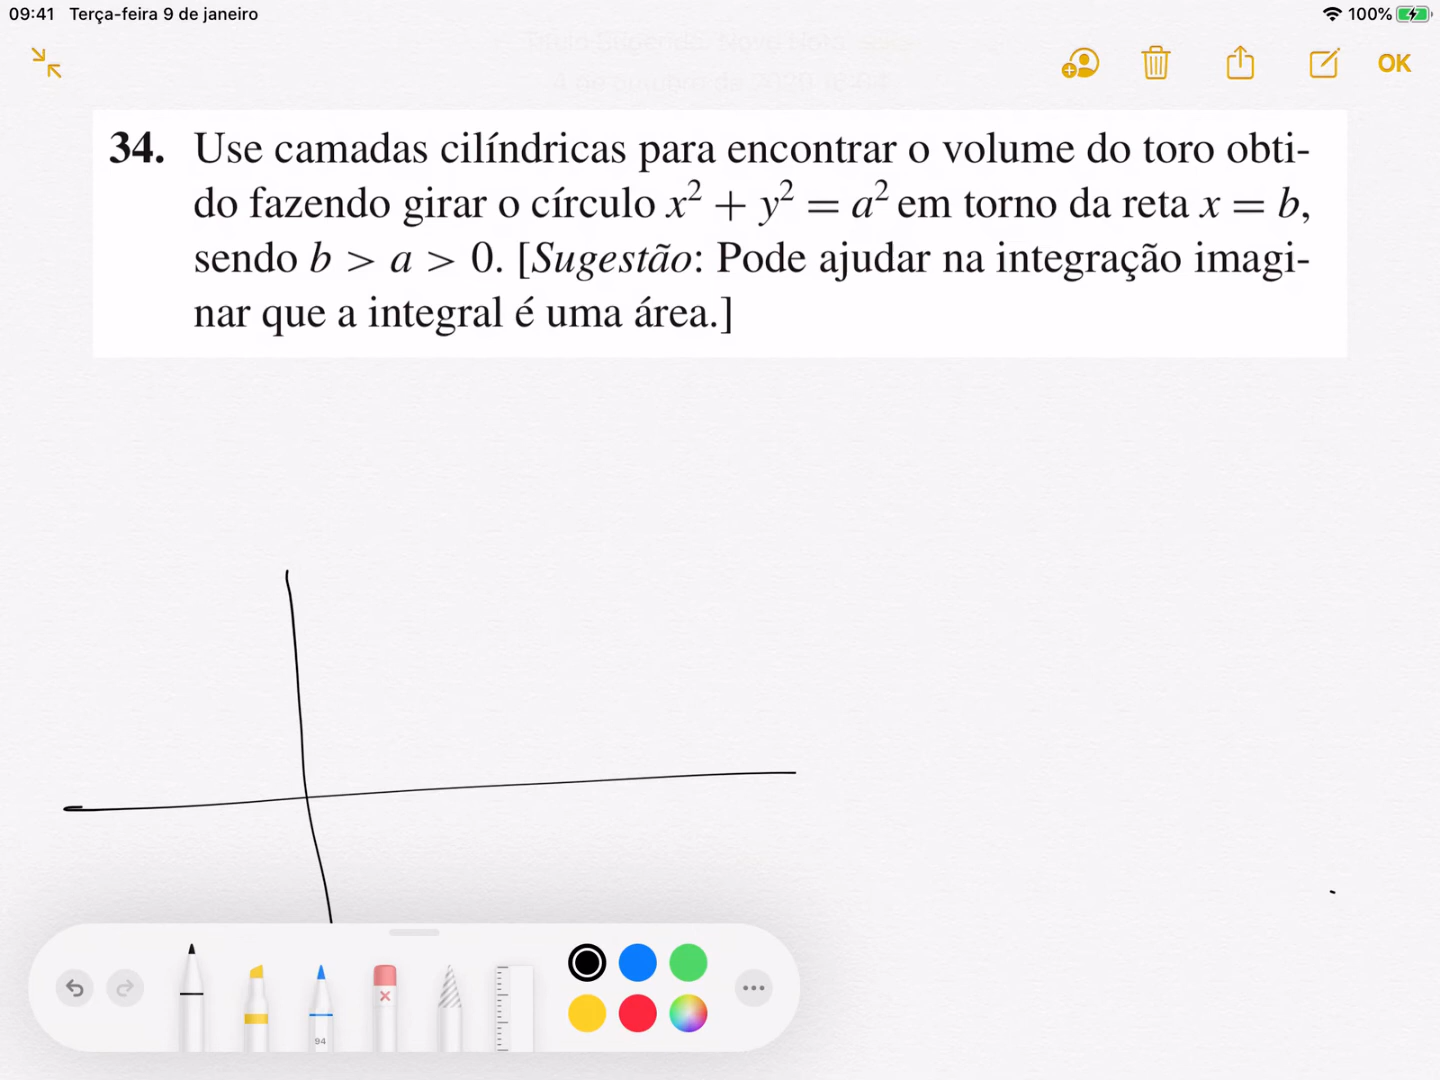 09:41 Terça-feira 9 de janeiro
100%
OK
34. Use camadas cilíndricas para encontrar o volume do toro obti-
do fazendo girar o círculo x² + y² = a² em torno da reta x = b,
sendo b > a > 0. [Sugestão: Pode ajudar na integração imagi-
nar que a integral é uma área.]
94